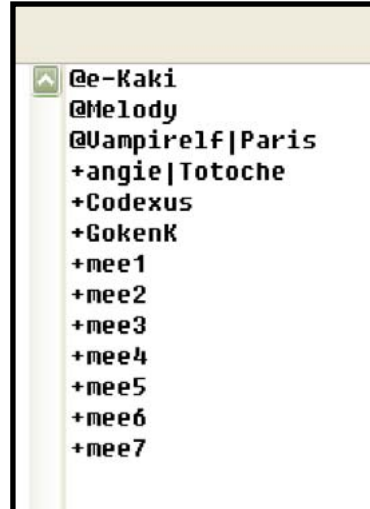 @e-Kaki
@Melody
@Vampirelf|Paris
+angie|Totoche
+Codexus
+GokenK
+mee1
+mee2
+mee3
+mee4
+mee5
+mee6
+mee7